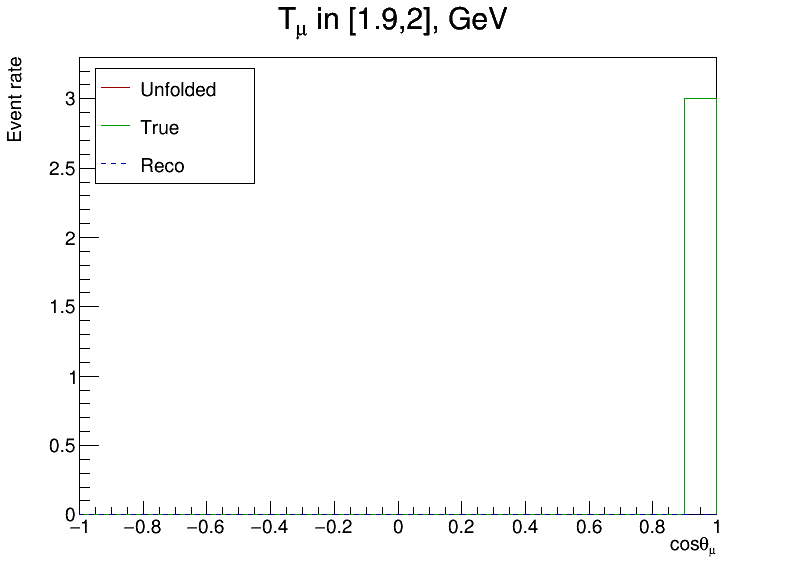 T_μ in [1.9,2], GeV
Event rate
Unfolded
True
Reco
3
2.5
2
1.5
1
0.5
0
−1 −0.8 −0.6 −0.4 −0.2 0 0.2 0.4 0.6 0.8 1
cosθ_μ